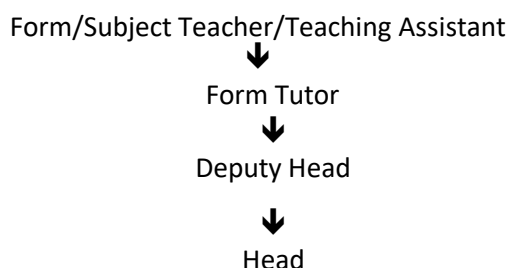 Form/Subject Teacher/Teaching Assistant
Form Tutor
Deputy Head
Head